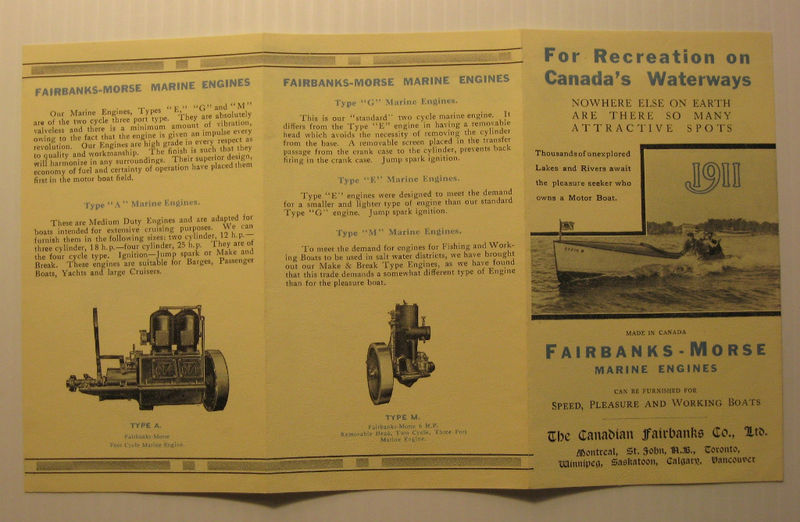 FAIRBANKS-MORSE MARINE ENGINES
Our Marine Engines, Types "E," "G" and "M"
are of the two cycle three port type. They are absolutely
valveless and there is a minimum amount of vibration,
owing to the fact that the engine is given an impulse every
revolution. Our Engines are high grade in every respect as
to quality and workmanship. The finish is such that they
will harmonize in any surroundings. Their superior design,
economy of fuel and certainty of operation have placed them
first in the motor boat field.
Type "A" Marine Engines.
These are Medium Duty Engines and are adapted for
boats intended for extensive cruising purposes. We can
furnish them in the following sizes: two cylinder, 12 h.p.—
three cylinder, 18 h.p.—four cylinder, 25 h.p. They are of
the four cycle type. Ignition—Jump spark or Make and
Break. These engines are suitable for Barges, Passenger
Boats, Yachts and large Cruisers.
TYPE A.
Fairbanks-Morse
Four Cycle Marine Engine.
FAIRBANKS-MORSE MARINE ENGINES
Type "G" Marine Engines.
This is our "standard" two cycle marine engine. It
differs from the Type "E" engine in having a removable
head which avoids the necessity of removing the cylinder
from the base. A removable screen placed in the transfer
passage from the crank case to the cylinder, prevents back
firing in the crank case. Jump spark ignition.
Type "E" Marine Engines.
Type "E" engines were designed to meet the demand
for a smaller and lighter type of engine than our standard
Type "G" engine. Jump spark ignition.
Type "M" Marine Engines.
To meet the demand for engines for Fishing and Work-
ing Boats to be used in salt water districts, we have brought
out our Make & Break Type Engines, as we have found
that this trade demands a somewhat different type of Engine
than for the pleasure boat.
TYPE M.
Fairbanks-Morse 6 H.P.
Removable Head, Two Cycle, Three Port
Marine Engine.
For Recreation on
Canada's Waterways
NOWHERE ELSE ON EARTH
ARE THERE SO MANY
ATTRACTIVE SPOTS
Thousands of unexplored
Lakes and Rivers await
the pleasure seeker who
owns a Motor Boat.
1911
MADE IN CANADA
FAIRBANKS-MORSE
MARINE ENGINES
CAN BE FURNISHED FOR
SPEED, PLEASURE AND WORKING BOATS
The Canadian Fairbanks Co., Ltd.
Montreal, St. John, N.B., Toronto,
Winnipeg, Saskatoon, Calgary, Vancouver